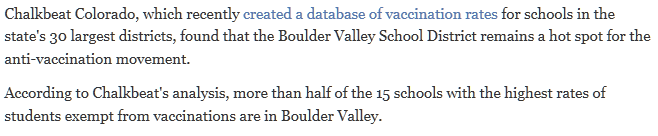 Chalkbeat Colorado, which recently created a database of vaccination rates for schools in the
state's 30 largest districts, found that the Boulder Valley School District remains a hot spot for the
anti-vaccination movement.
According to Chalkbeat's analysis, more than half of the 15 schools with the highest rates of
students exempt from vaccinations are in Boulder Valley.